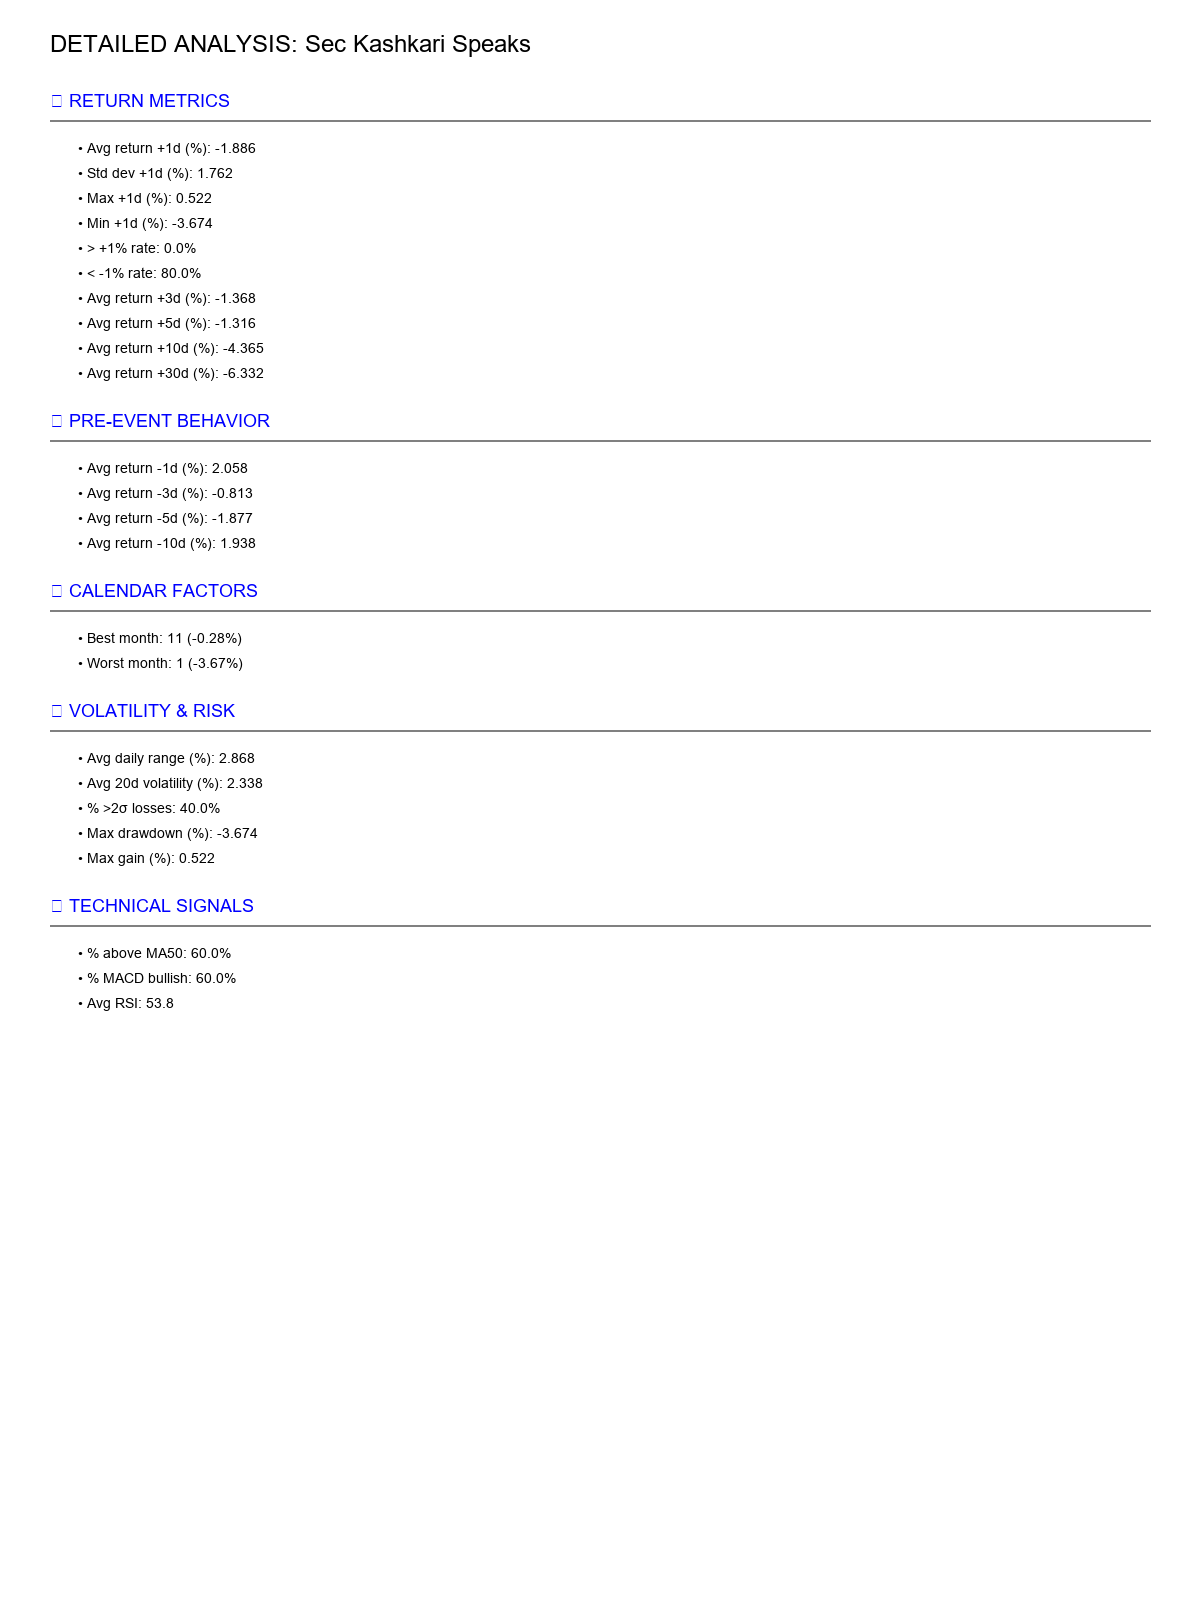 DETAILED ANALYSIS: Sec Kashkari Speaks
RETURN METRICS
• Avg return +1d (%): -1.886
• Std dev +1d (%): 1.762
• Max +1d (%): 0.522
• Min +1d (%): -3.674
• > +1% rate: 0.0%
• < -1% rate: 80.0%
• Avg return +3d (%): -1.368
• Avg return +5d (%): -1.316
• Avg return +10d (%): -4.365
• Avg return +30d (%): -6.332
PRE-EVENT BEHAVIOR
• Avg return -1d (%): 2.058
• Avg return -3d (%): -0.813
• Avg return -5d (%): -1.877
• Avg return -10d (%): 1.938
CALENDAR FACTORS
• Best month: 11 (-0.28%)
• Worst month: 1 (-3.67%)
VOLATILITY & RISK
• Avg daily range (%): 2.868
• Avg 20d volatility (%): 2.338
• % >2σ losses: 40.0%
• Max drawdown (%): -3.674
• Max gain (%): 0.522
TECHNICAL SIGNALS
• % above MA50: 60.0%
• % MACD bullish: 60.0%
• Avg RSI: 53.8